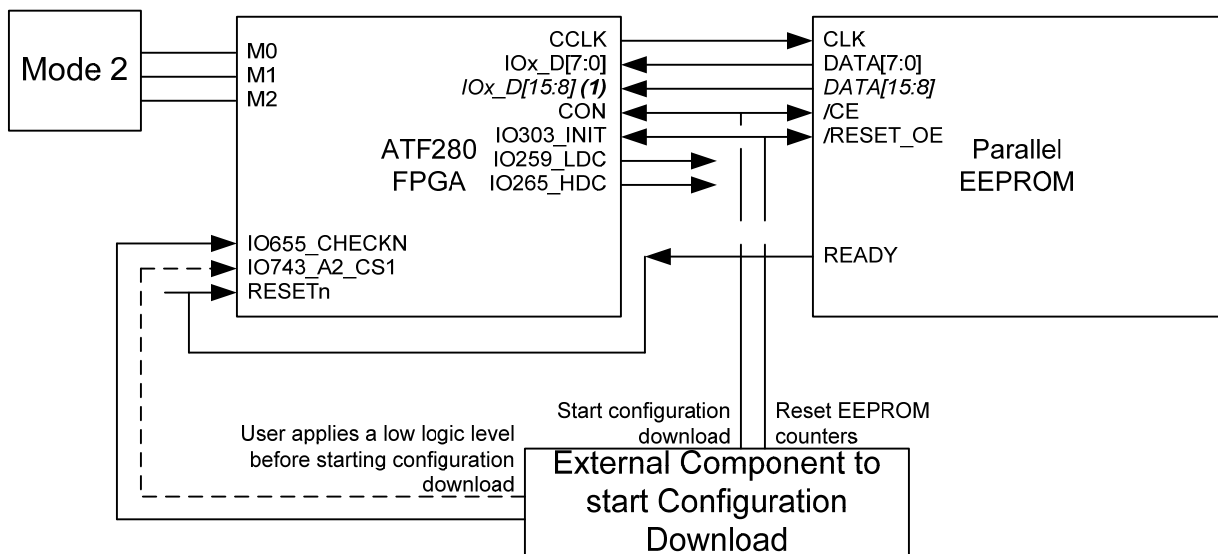 Mode 2
M0
M1
M2
CCLK
IOx_D[7:0]
IOx_D[15:8] (1)
CON
IO303_INIT
IO259_LDC
IO265_HDC
ATF280
FPGA
IO655_CHECKN
IO743_A2_CS1
RESETn
CLK
DATA[7:0]
DATA[15:8]
/CE
/RESET_OE
Parallel
EEPROM
READY
User applies a low logic level
before starting configuration
download
Start configuration
download
Reset EEPROM
counters
External Component to
start Configuration
Download